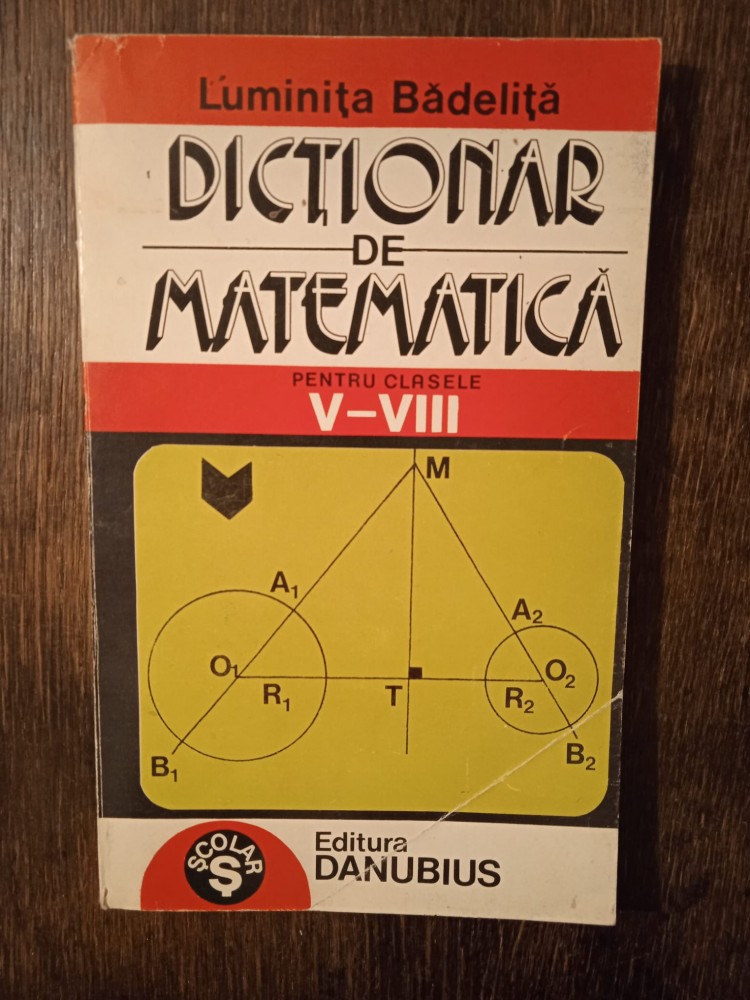 Luminița Bădeliță
DICȚIONAR
DE
MATEMATICĂ
PENTRU CLASELE
V–VIII
M
A₁
A₂
O₁
O₂
R₁
T
R₂
B₁
B₂
ȘCOLAR
Ș
Editura
DANUBIUS